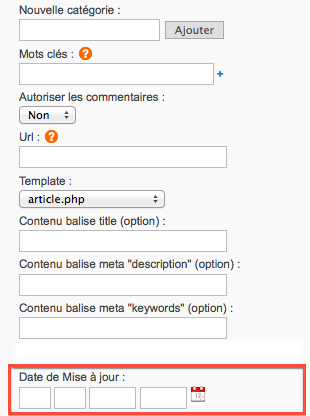 Nouvelle catégorie :
Ajouter
Mots clés : ?
+
Autoriser les commentaires :
Non
Url : ?
Template :
article.php
Contenu balise title (option) :
Contenu balise meta "description" (option) :
Contenu balise meta "keywords" (option) :
Date de Mise à jour :